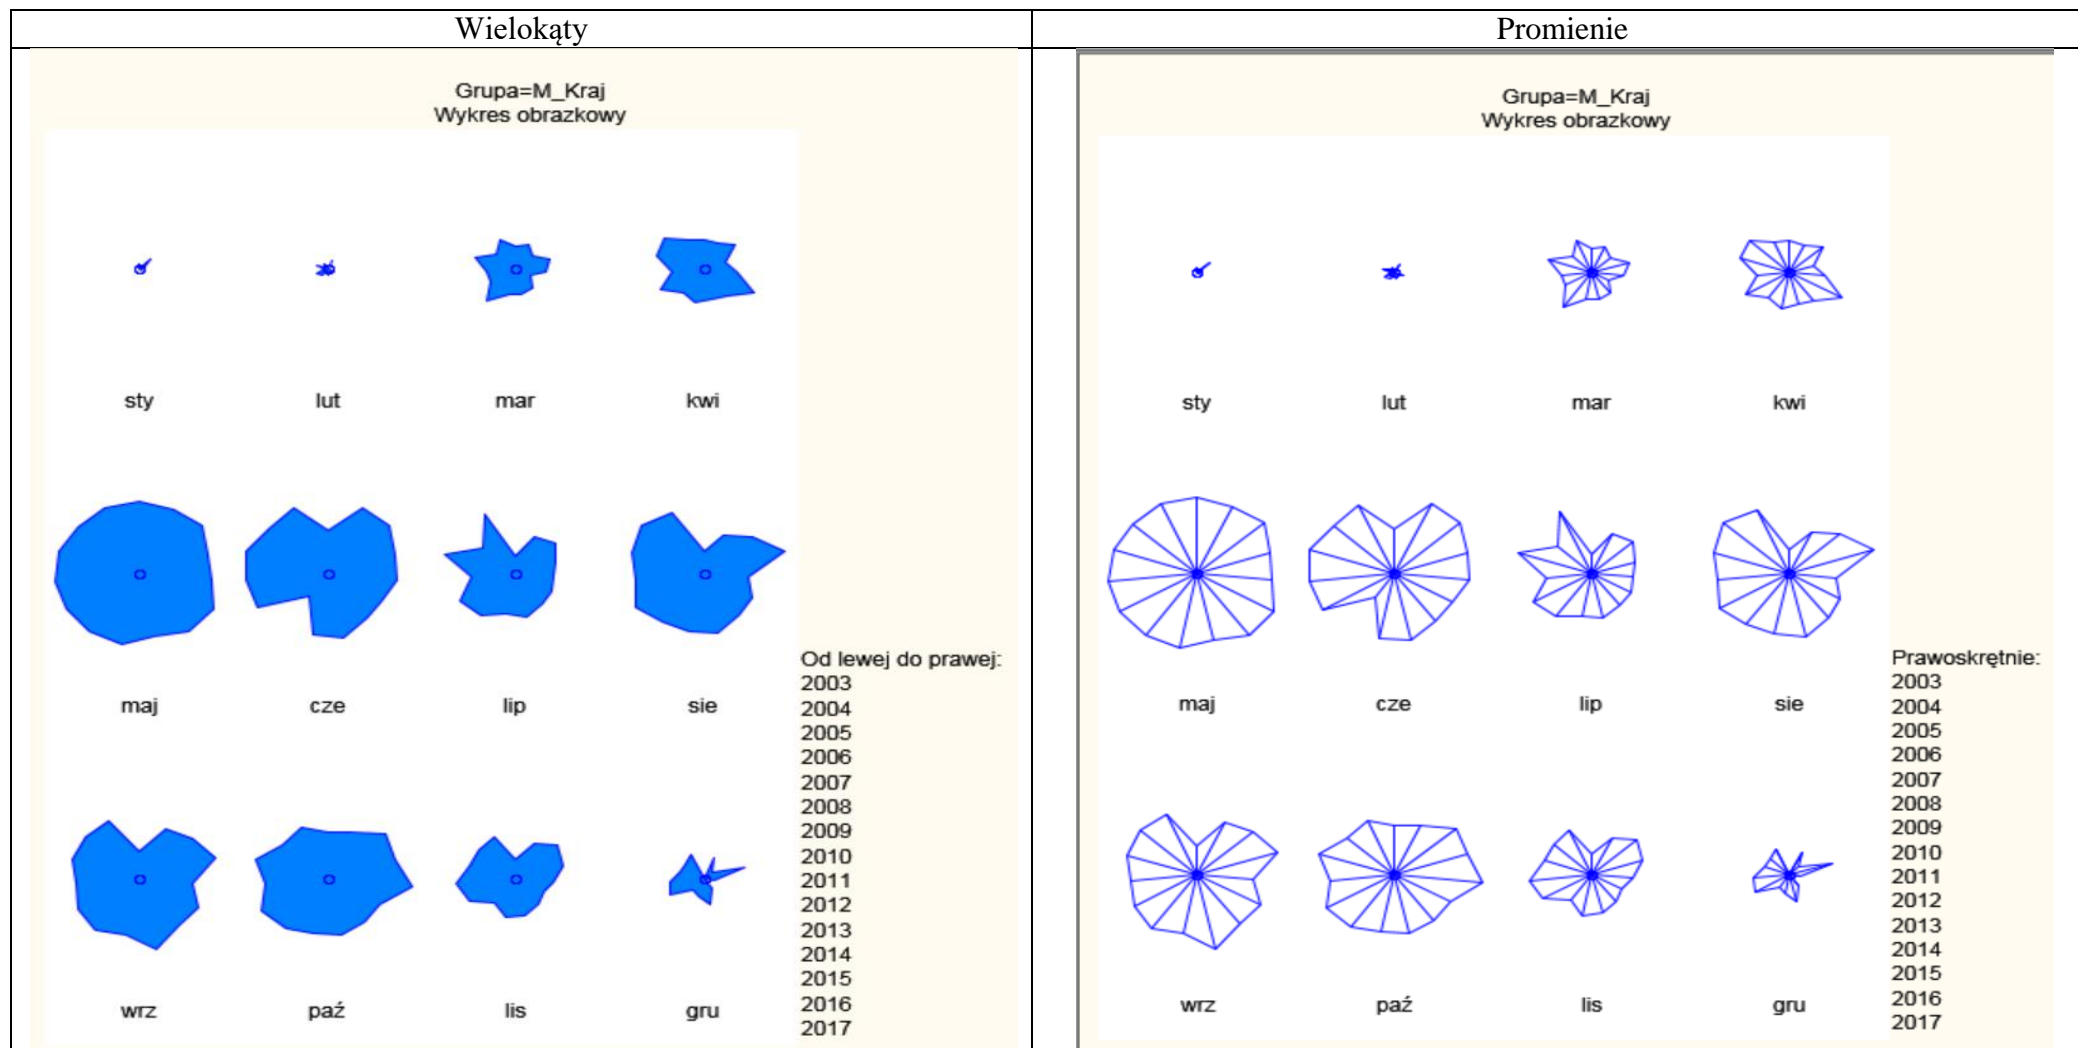 Wielokąty
Promienie
Grupa=M_Kraj
Wykres obrazkowy
sty lut mar kwi
maj cze lip sie
wrz paź lis gru
Od lewej do prawej:
2003
2004
2005
2006
2007
2008
2009
2010
2011
2012
2013
2014
2015
2016
2017
Grupa=M_Kraj
Wykres obrazkowy
sty lut mar kwi
maj cze lip sie
wrz paź lis gru
Prawoskrętnie:
2003
2004
2005
2006
2007
2008
2009
2010
2011
2012
2013
2014
2015
2016
2017